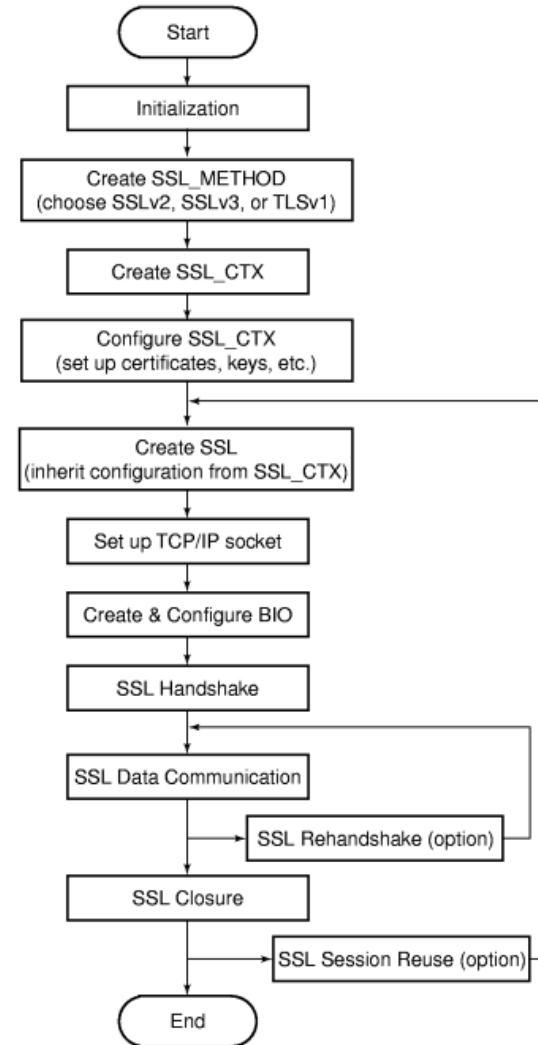 Start
Initialization
Create SSL_METHOD
(choose SSLv2, SSLv3, or TLSv1)
Create SSL_CTX
Configure SSL_CTX
(set up certificates, keys, etc.)
Create SSL
(inherit configuration from SSL_CTX)
Set up TCP/IP socket
Create & Configure BIO
SSL Handshake
SSL Data Communication
SSL Rehandshake (option)
SSL Closure
SSL Session Reuse (option)
End